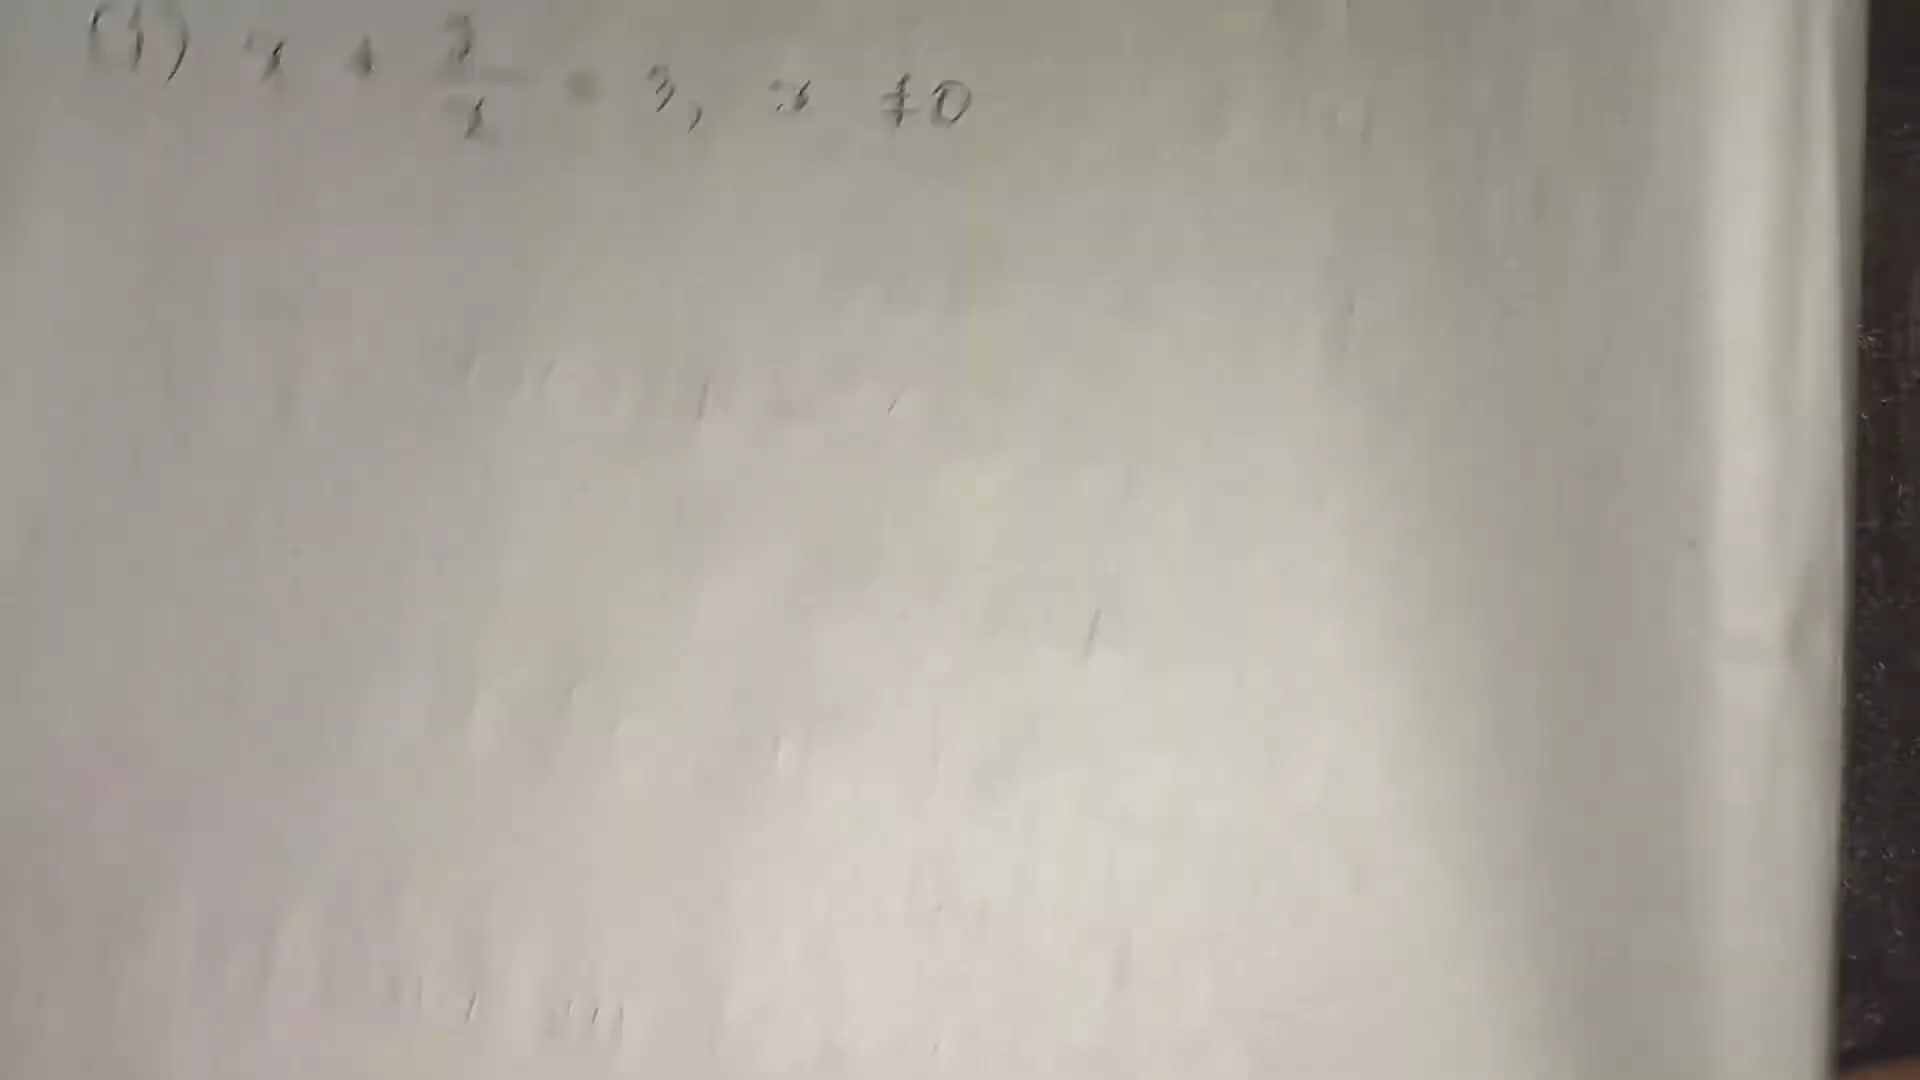 (1) x + 2/x = 3, x ≠ 0